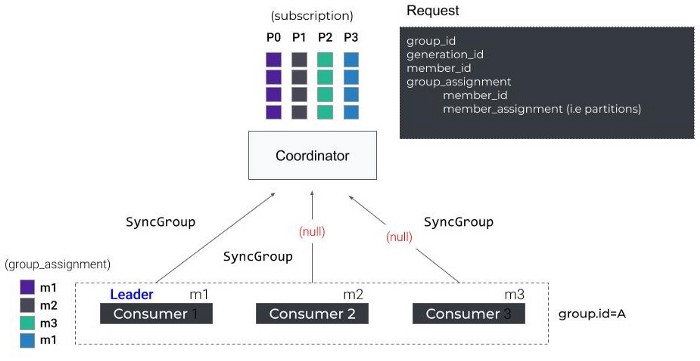 (subscription)
P0 P1 P2 P3
Request
group_id
generation_id
member_id
group_assignment
member_id
member_assignment (i.e partitions)
Coordinator
SyncGroup
(null)
SyncGroup
(null)
SyncGroup
(group_assignment)
m1
m2
m3
m1
Leader m1
Consumer 1
m2
Consumer 2
m3
Consumer 3
group.id=A